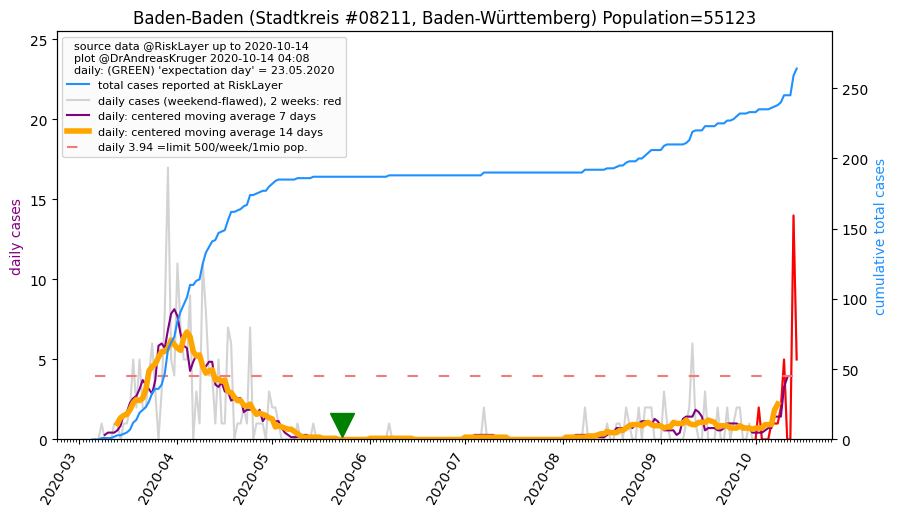 Baden-Baden (Stadtkreis #08211, Baden-Württemberg) Population=55123
source data @RiskLayer up to 2020-10-14
plot @DrAndreasKruger 2020-10-14 04:08
daily: (GREEN) 'expectation day' = 23.05.2020
total cases reported at RiskLayer
daily cases (weekend-flawed), 2 weeks: red
daily: centered moving average 7 days
daily: centered moving average 14 days
daily 3.94 =limit 500/week/1mio pop.
daily cases
25
20
15
10
5
0
cumulative total cases
250
200
150
100
50
0
2020-03
2020-04
2020-05
2020-06
2020-07
2020-08
2020-09
2020-10